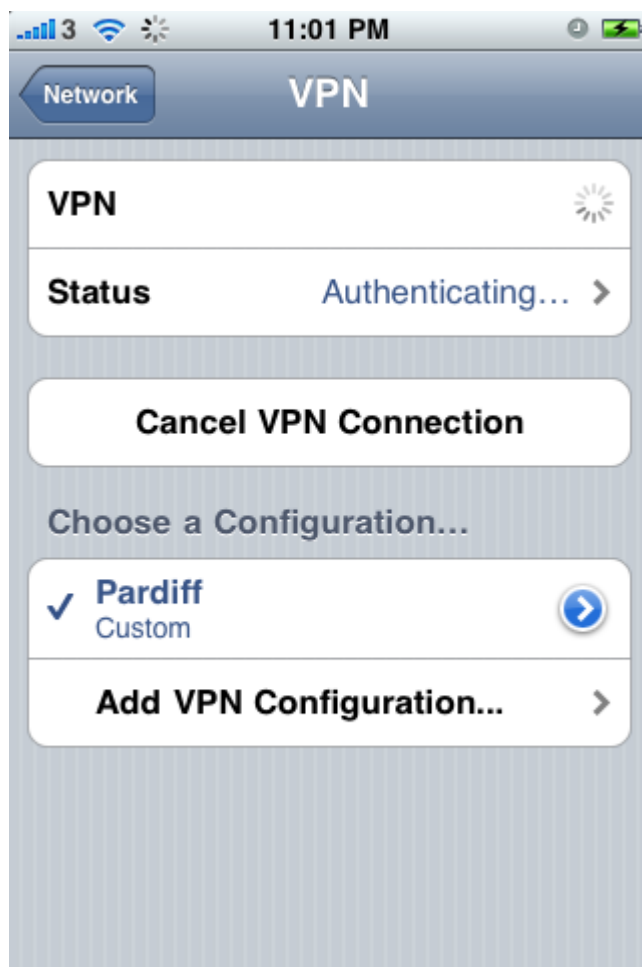 3 11:01 PM
Network VPN
VPN
Status Authenticating...
Cancel VPN Connection
Choose a Configuration...
Pardiff
Custom
Add VPN Configuration...